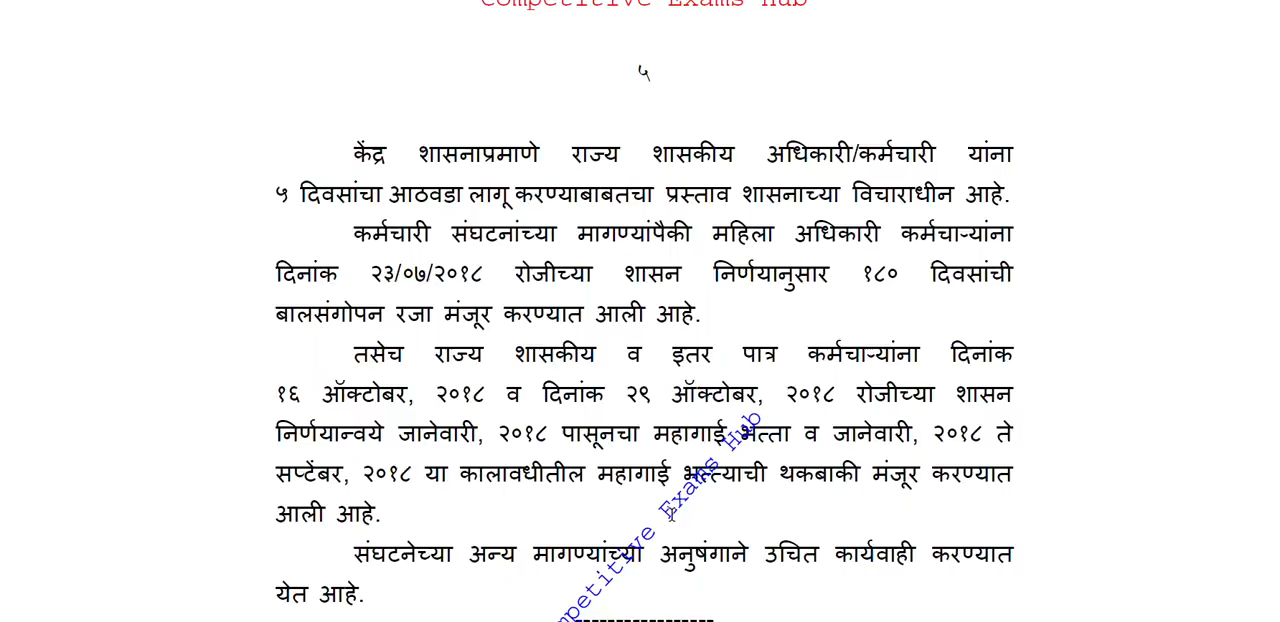 Competitive Exams Hub
५
केंद्र शासनाप्रमाणे राज्य शासकीय अधिकारी/कर्मचारी यांना
५ दिवसांचा आठवडा लागू करण्याबाबतचा प्रस्ताव शासनाच्या विचाराधीन आहे.
कर्मचारी संघटनांच्या मागण्यांपैकी महिला अधिकारी कर्मचाऱ्यांना
दिनांक २३/०७/२०१८ रोजीच्या शासन निर्णयानुसार १८० दिवसांची
बालसंगोपन रजा मंजूर करण्यात आली आहे.
तसेच राज्य शासकीय व इतर पात्र कर्मचाऱ्यांना दिनांक
१६ ऑक्टोबर, २०१८ व दिनांक २९ ऑक्टोबर, २०१८ रोजीच्या शासन
निर्णयान्वये जानेवारी, २०१८ पासूनचा महागाई भत्ता व जानेवारी, २०१८ ते
सप्टेंबर, २०१८ या कालावधीतील महागाई भत्त्याची थकबाकी मंजूर करण्यात
आली आहे.
संघटनेच्या अन्य मागण्यांच्या अनुषंगाने उचित कार्यवाही करण्यात
येत आहे.
------------------
mpetitive Exams Hub